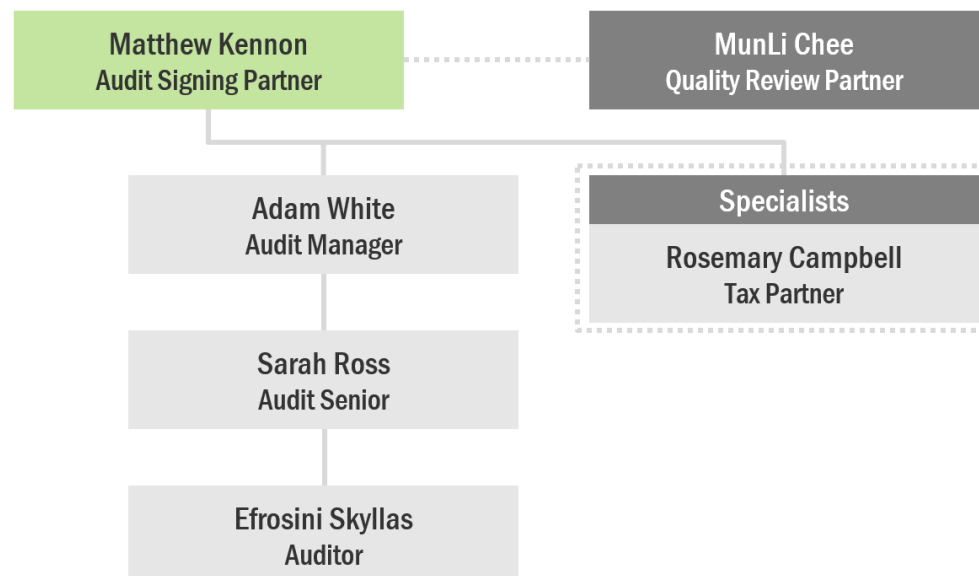 Matthew Kennon
Audit Signing Partner
MunLi Chee
Quality Review Partner
Adam White
Audit Manager
Specialists
Rosemary Campbell
Tax Partner
Sarah Ross
Audit Senior
Efrosini Skyllas
Auditor